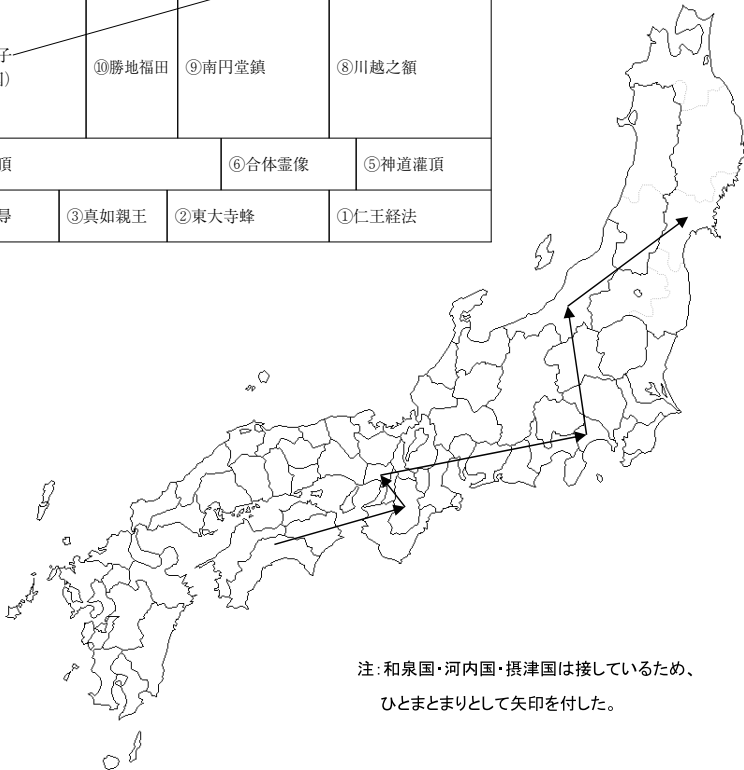 子
国)
⑩勝地福田
⑨南円堂鎮
⑧川越之額
頂
⑥合体霊像
⑤神道灌頂
③真如親王
②東大寺蜂
①仁王経法
注：和泉国・河内国・摂津国は接しているため、
ひとまとまりとして矢印を付した。